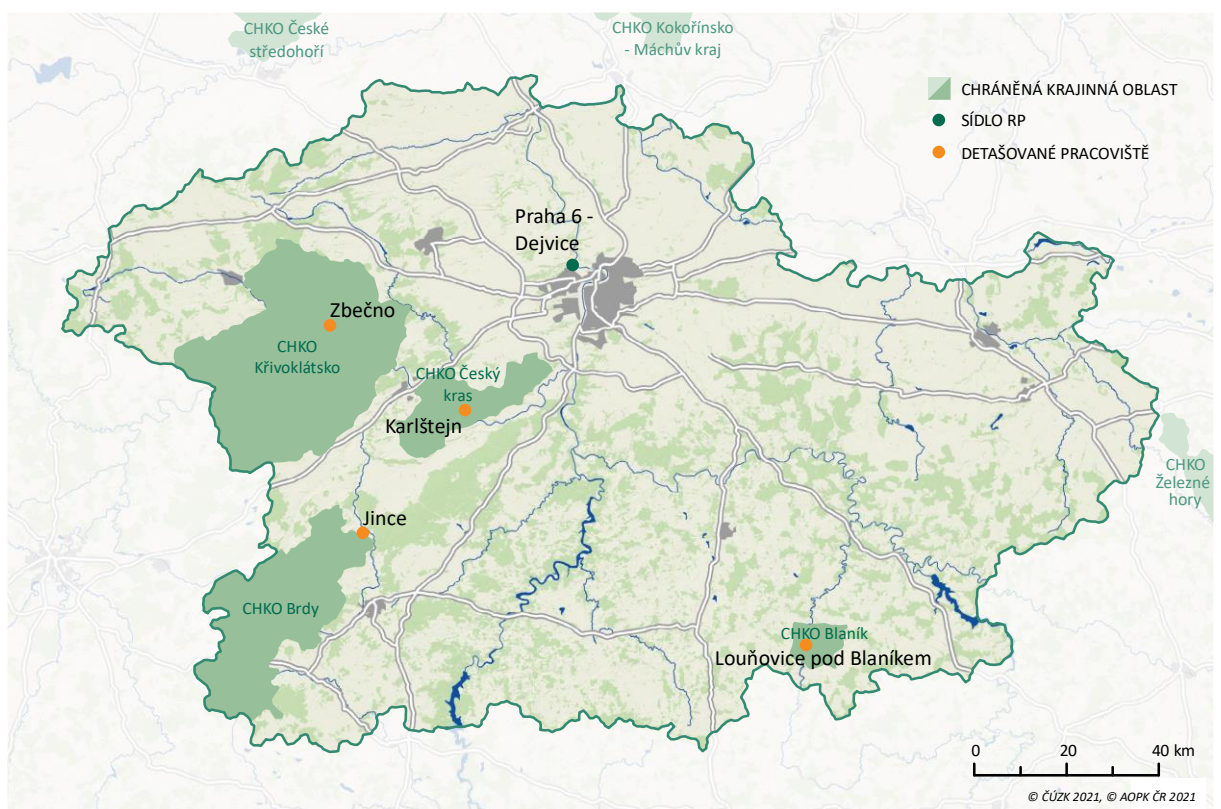 CHKO České
středohoří
CHKO Kokořínsko
- Máchův kraj
CHRÁNĚNÁ KRAJINNÁ OBLAST
SÍDLO RP
DETAŠOVANÉ PRACOVIŠTĚ
Praha 6 -
Dejvice
Zbečno
CHKO
Křivoklátsko
CHKO Český
kras
Karlštejn
CHKO
Železné
hory
Jince
CHKO Brdy
CHKO Blaník
Louňovice pod Blaníkem
0 20 40 km
© ČÚZK 2021, © AOPK ČR 2021